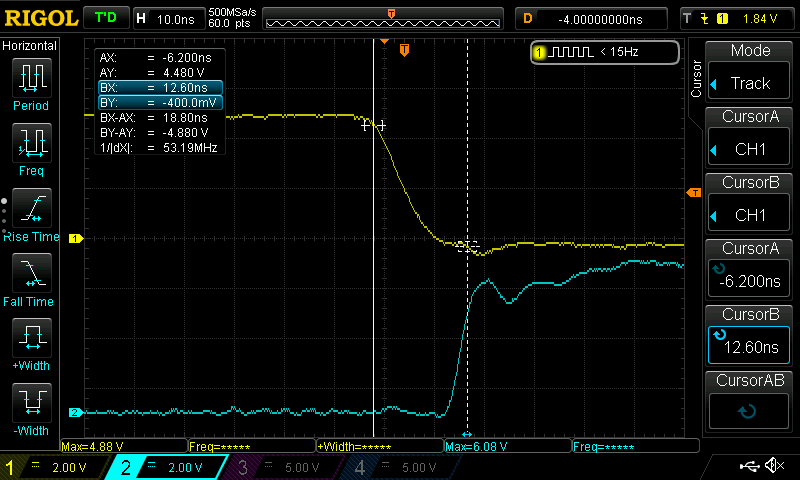 RIGOL T'D H 10.0ns 500MSa/s 60.0 pts D -4.00000000ns T 1 1.84 V
T
Horizontal
Period
Freq
Rise Time
Fall Time
+Width
-Width
AX: = -6.200ns
AY: = 4.480 V
BX: = 12.60ns
BY: = -400.0mV
BX-AX: = 18.80ns
BY-AY: = -4.880 V
1/|dX|: = 53.19MHz
T
1 < 15Hz
T
1
2
Cursor
Mode
Track
CursorA
CH1
CursorB
CH1
CursorA
-6.200ns
CursorB
12.60ns
CursorAB
Max=4.88 V Freq=***** +Width=***** Max=6.08 V Freq=*****
1 2.00 V 2 2.00 V 3 5.00 V 4 5.00 V